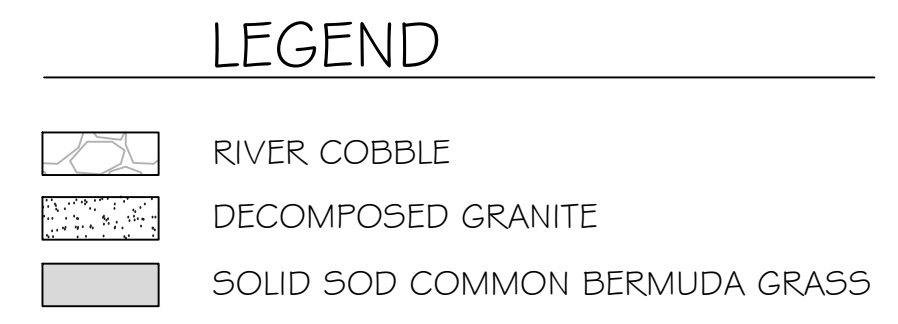 LEGEND
RIVER COBBLE
DECOMPOSED GRANITE
SOLID SOD COMMON BERMUDA GRASS